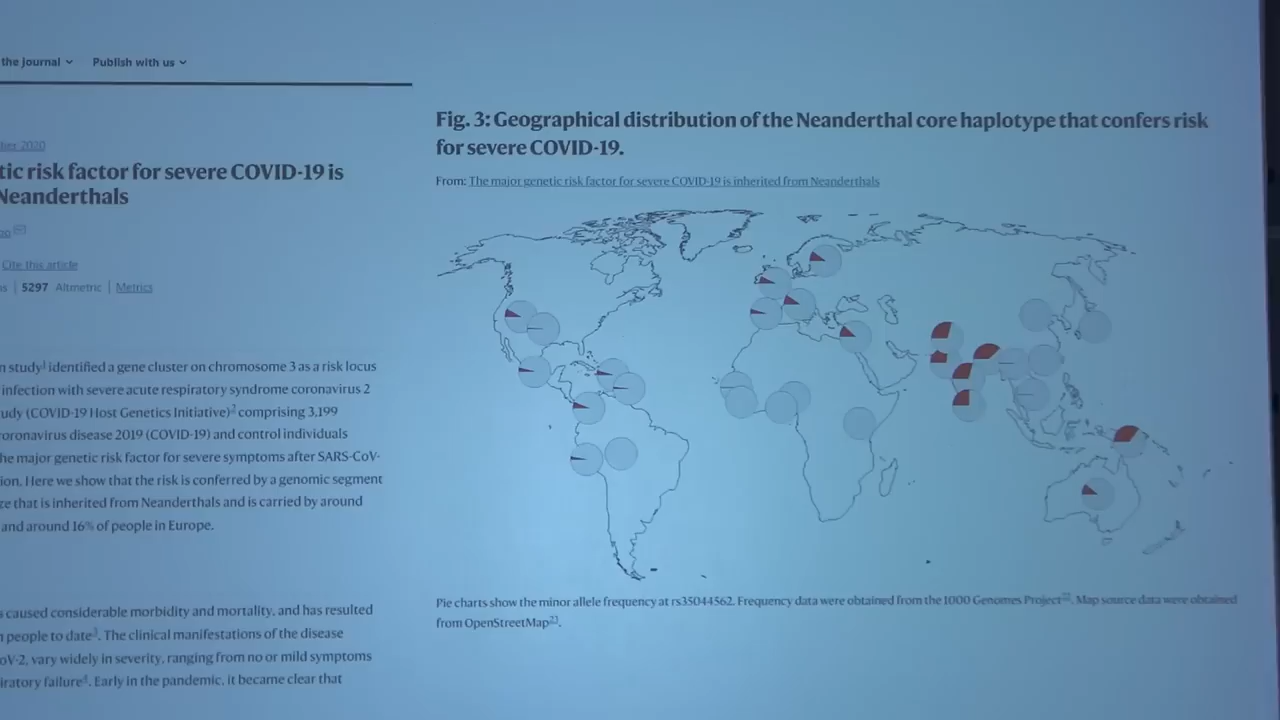 the journal
Publish with us
ber 2020
tic risk factor for severe COVID-19 is
Neanderthals
20
Cite this article
s | 5297 Altmetric | Metrics
n study1 identified a gene cluster on chromosome 3 as a risk locus
infection with severe acute respiratory syndrome coronavirus 2
udy (COVID-19 Host Genetics Initiative)2 comprising 3,199
oronavirus disease 2019 (COVID-19) and control individuals
he major genetic risk factor for severe symptoms after SARS-CoV-
ion. Here we show that the risk is conferred by a genomic segment
ze that is inherited from Neanderthals and is carried by around
and around 16% of people in Europe.
s caused considerable morbidity and mortality, and has resulted
n people to date3. The clinical manifestations of the disease
oV-2, vary widely in severity, ranging from no or mild symptoms
iratory failure4. Early in the pandemic, it became clear that
Fig. 3: Geographical distribution of the Neanderthal core haplotype that confers risk
for severe COVID-19.
From: The major genetic risk factor for severe COVID-19 is inherited from Neanderthals
Pie charts show the minor allele frequency at rs35044562. Frequency data were obtained from the 1000 Genomes Project22. Map source data were obtained
from OpenStreetMap23.